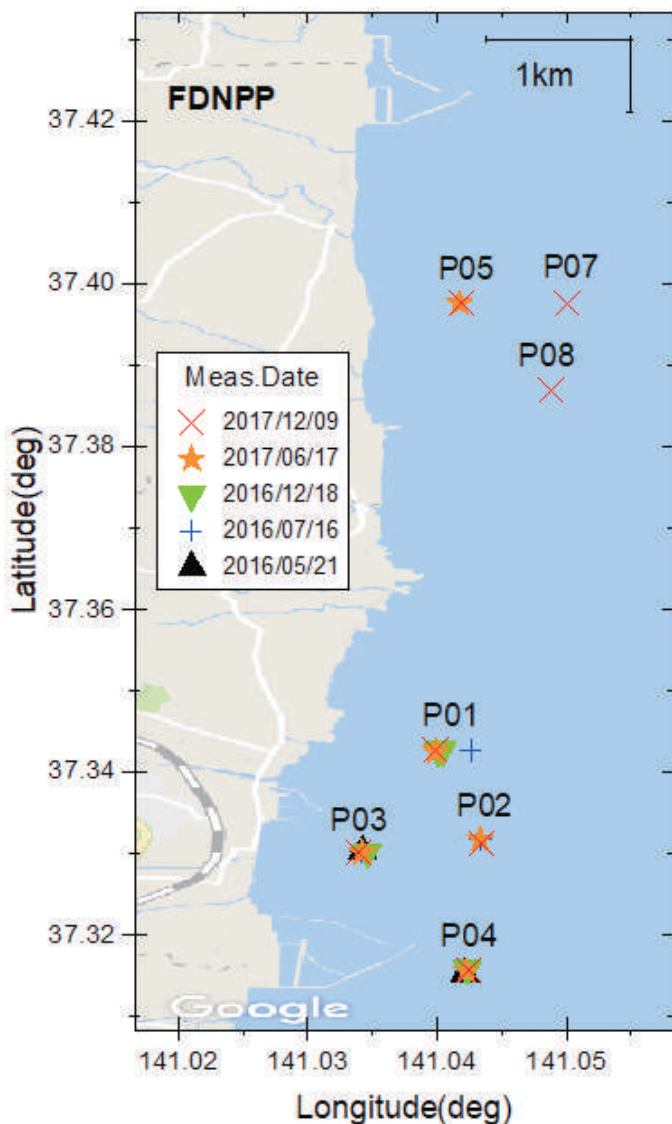 1km
FDNPP
37.42
P05
P07
37.40
P08
Meas.Date
2017/12/09
2017/06/17
2016/12/18
2016/07/16
2016/05/21
37.38
37.36
Latitude(deg)
P01
37.34
P03
P02
P04
37.32
Google
141.02
141.03
141.04
141.05
Longitude(deg)